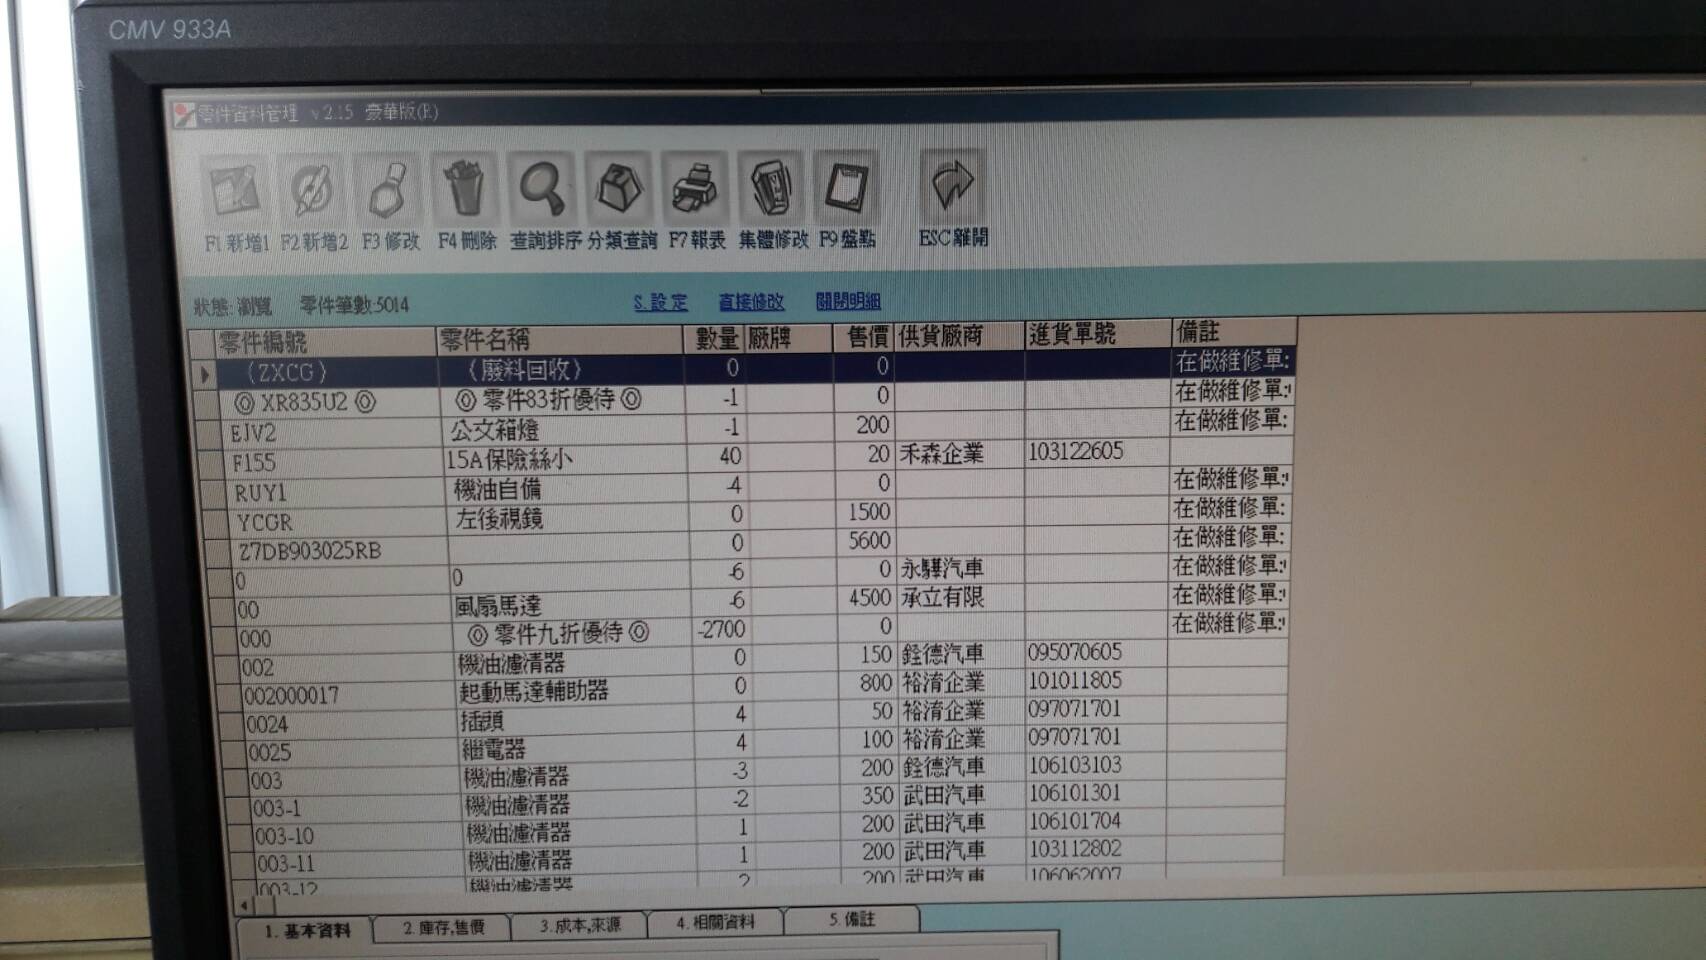 CMV 933A
零件資料管理 v 2.15 豪華版(R)
F1 新增1 F2 新增2 F3 修改 F4 刪除 查詢排序 分類查詢 F7 報表 集體修改 F9 盤點 ESC 離開
狀態: 瀏覽 零件筆數:5014 S. 設定 直接修改 關閉明細
零件編號 零件名稱 數量 廠牌 售價 供貨廠商 進貨單號 備註
(ZXCG) 〈廢料回收〉 0 0 在做維修單:
◎ XR835U2 ◎ ◎ 零件83折優待 ◎ -1 0 在做維修單:
EJV2 公文箱燈 -1 200 在做維修單:
F155 15A保險絲小 40 20 禾森企業 103122605
RUY1 機油自備 -4 0 在做維修單:
YCGR 左後視鏡 0 1500 在做維修單:
Z7DB903025RB 0 5600 在做維修單:
0 0 -6 0 永驊汽車 在做維修單:
00 風扇馬達 -6 4500 承立有限 在做維修單:
000 ◎ 零件九折優待 ◎ -2700 0 在做維修單:
002 機油濾清器 0 150 銓德汽車 095070605
002000017 起動馬達輔助器 0 800 裕淯企業 101011805
0024 插頭 4 50 裕淯企業 097071701
0025 繼電器 4 100 裕淯企業 097071701
003 機油濾清器 -3 200 銓德汽車 106103103
003-1 機油濾清器 -2 350 武田汽車 106101301
003-10 機油濾清器 1 200 武田汽車 106101704
003-11 機油濾清器 1 200 武田汽車 103112802
003-12 機油濾清器 2 200 武田汽車 106062007
1. 基本資料 2. 庫存,售價 3. 成本,來源 4. 相關資料 5. 備註